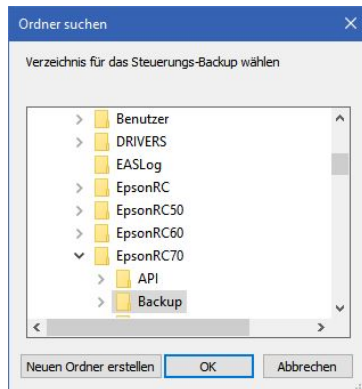 Ordner suchen
Verzeichnis für das Steuerungs-Backup wählen
Benutzer
DRIVERS
EASLog
EpsonRC
EpsonRC50
EpsonRC60
EpsonRC70
API
Backup
Neuen Ordner erstellen OK Abbrechen